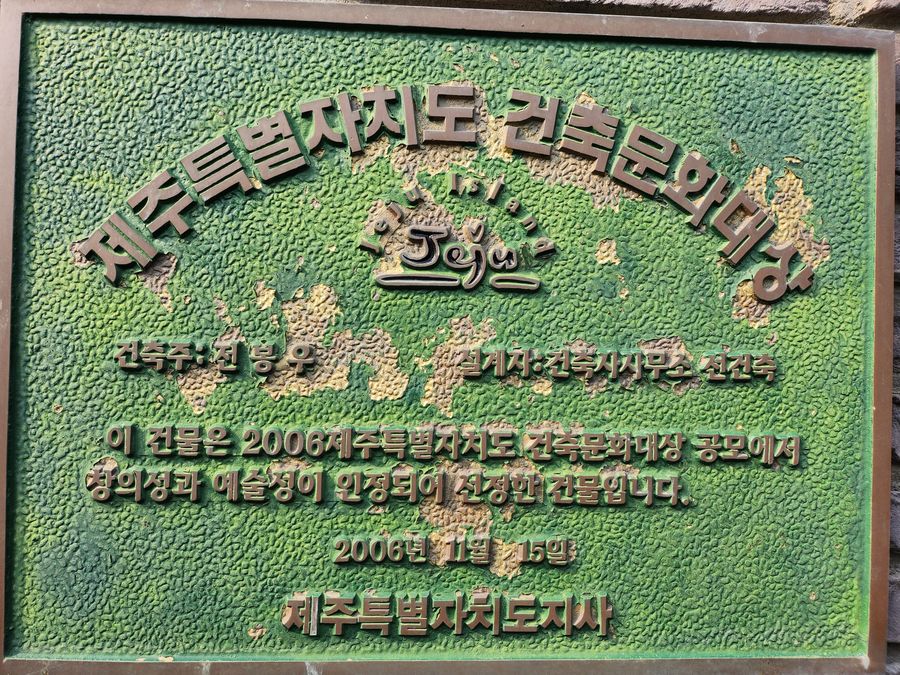 제주특별자치도 건축문화대상
Jeju Island
Jeju
건축주: 전 봉 우
설계자: 건축사사무소 선건축
이 건물은 2006제주특별자치도 건축문화대상 공모에서
창의성과 예술성이 인정되어 선정한 건물입니다.
2006년 11월 15일
제주특별자치도지사